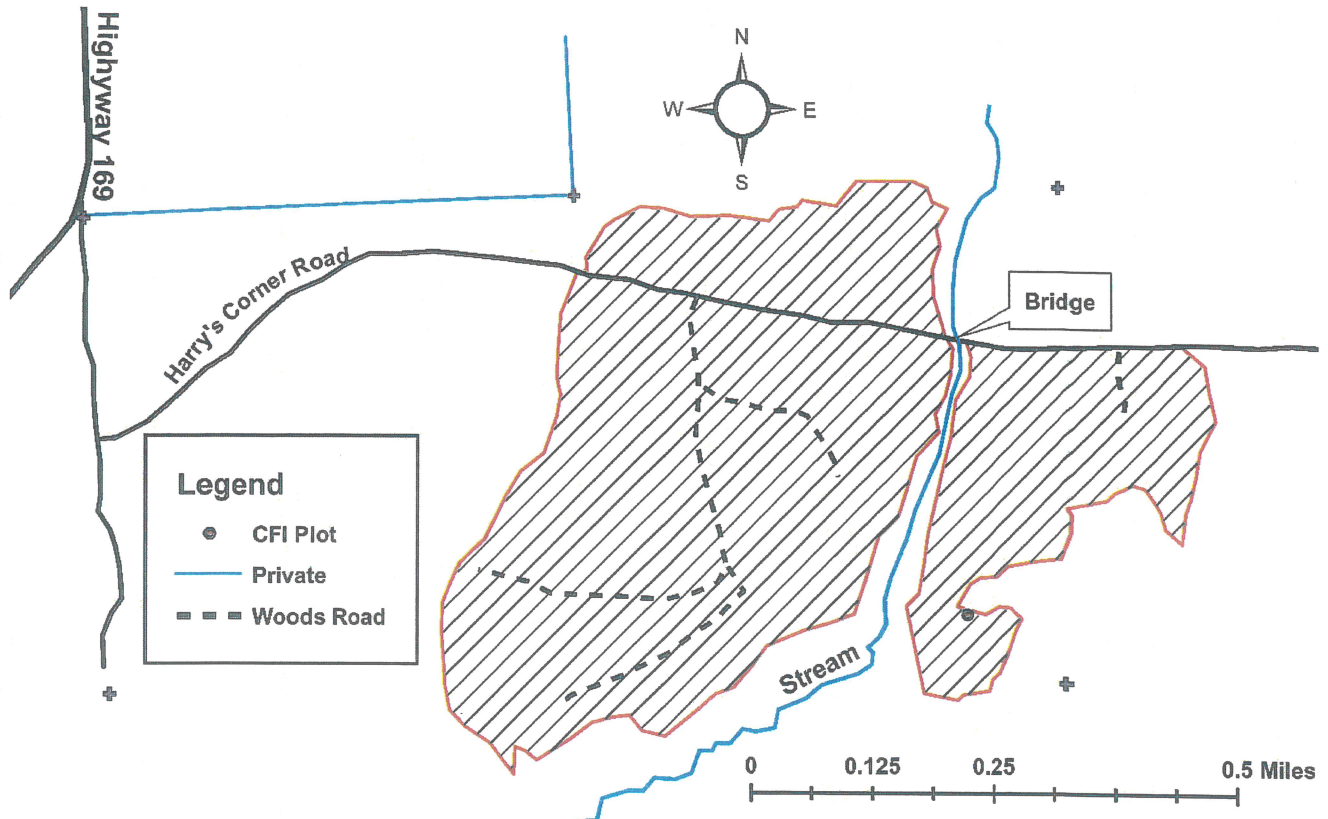 Highyway 169
N
W
E
S
Harry's Corner Road
Bridge
Legend
CFI Plot
Private
Woods Road
Stream
0 0.125 0.25 0.5 Miles